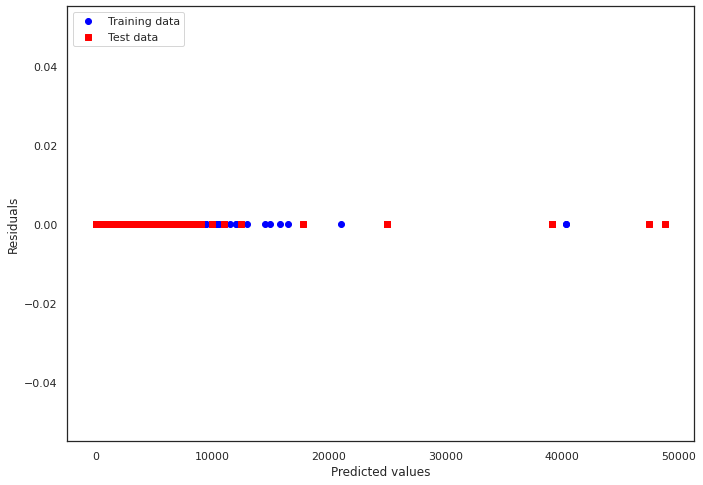 Training data
Test data
0.04
0.02
0.00
−0.02
−0.04
Residuals
0 10000 20000 30000 40000 50000
Predicted values